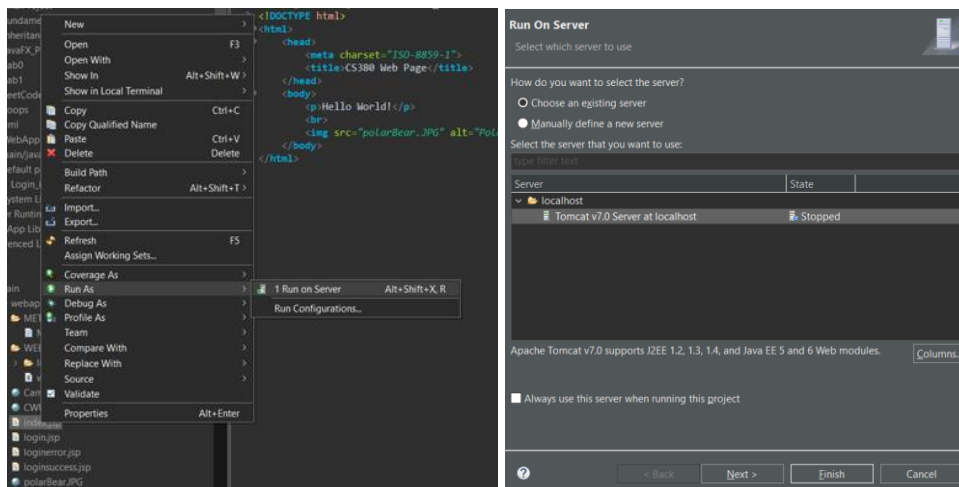 New
Open F3
Open With
Show In Alt+Shift+W
Show in Local Terminal
Copy Ctrl+C
Copy Qualified Name
Paste Ctrl+V
Delete Delete
Build Path
Refactor Alt+Shift+T
Import...
Export...
Refresh F5
Assign Working Sets...
Coverage As
Run As
Debug As
Profile As
Team
Compare With
Replace With
Source
Validate
Properties Alt+Enter
1 Run on Server Alt+Shift+X, R
Run Configurations...
login.jsp
loginerror.jsp
loginsuccess.jsp
polarBear.JPG
<!DOCTYPE html>
<html>
<head>
<meta charset="ISO-8859-1">
<title>CS380 Web Page</title>
</head>
<body>
<p>Hello World!</p>
<br>
<img src="polarBear.JPG" alt="Pol
</body>
</html>
Run On Server
Select which server to use
How do you want to select the server?
Choose an existing server
Manually define a new server
Select the server that you want to use:
type filter text
Server State
localhost
Tomcat v7.0 Server at localhost Stopped
Apache Tomcat v7.0 supports J2EE 1.2, 1.3, 1.4, and Java EE 5 and 6 Web modules.
Columns...
Always use this server when running this project
< Back Next > Finish Cancel